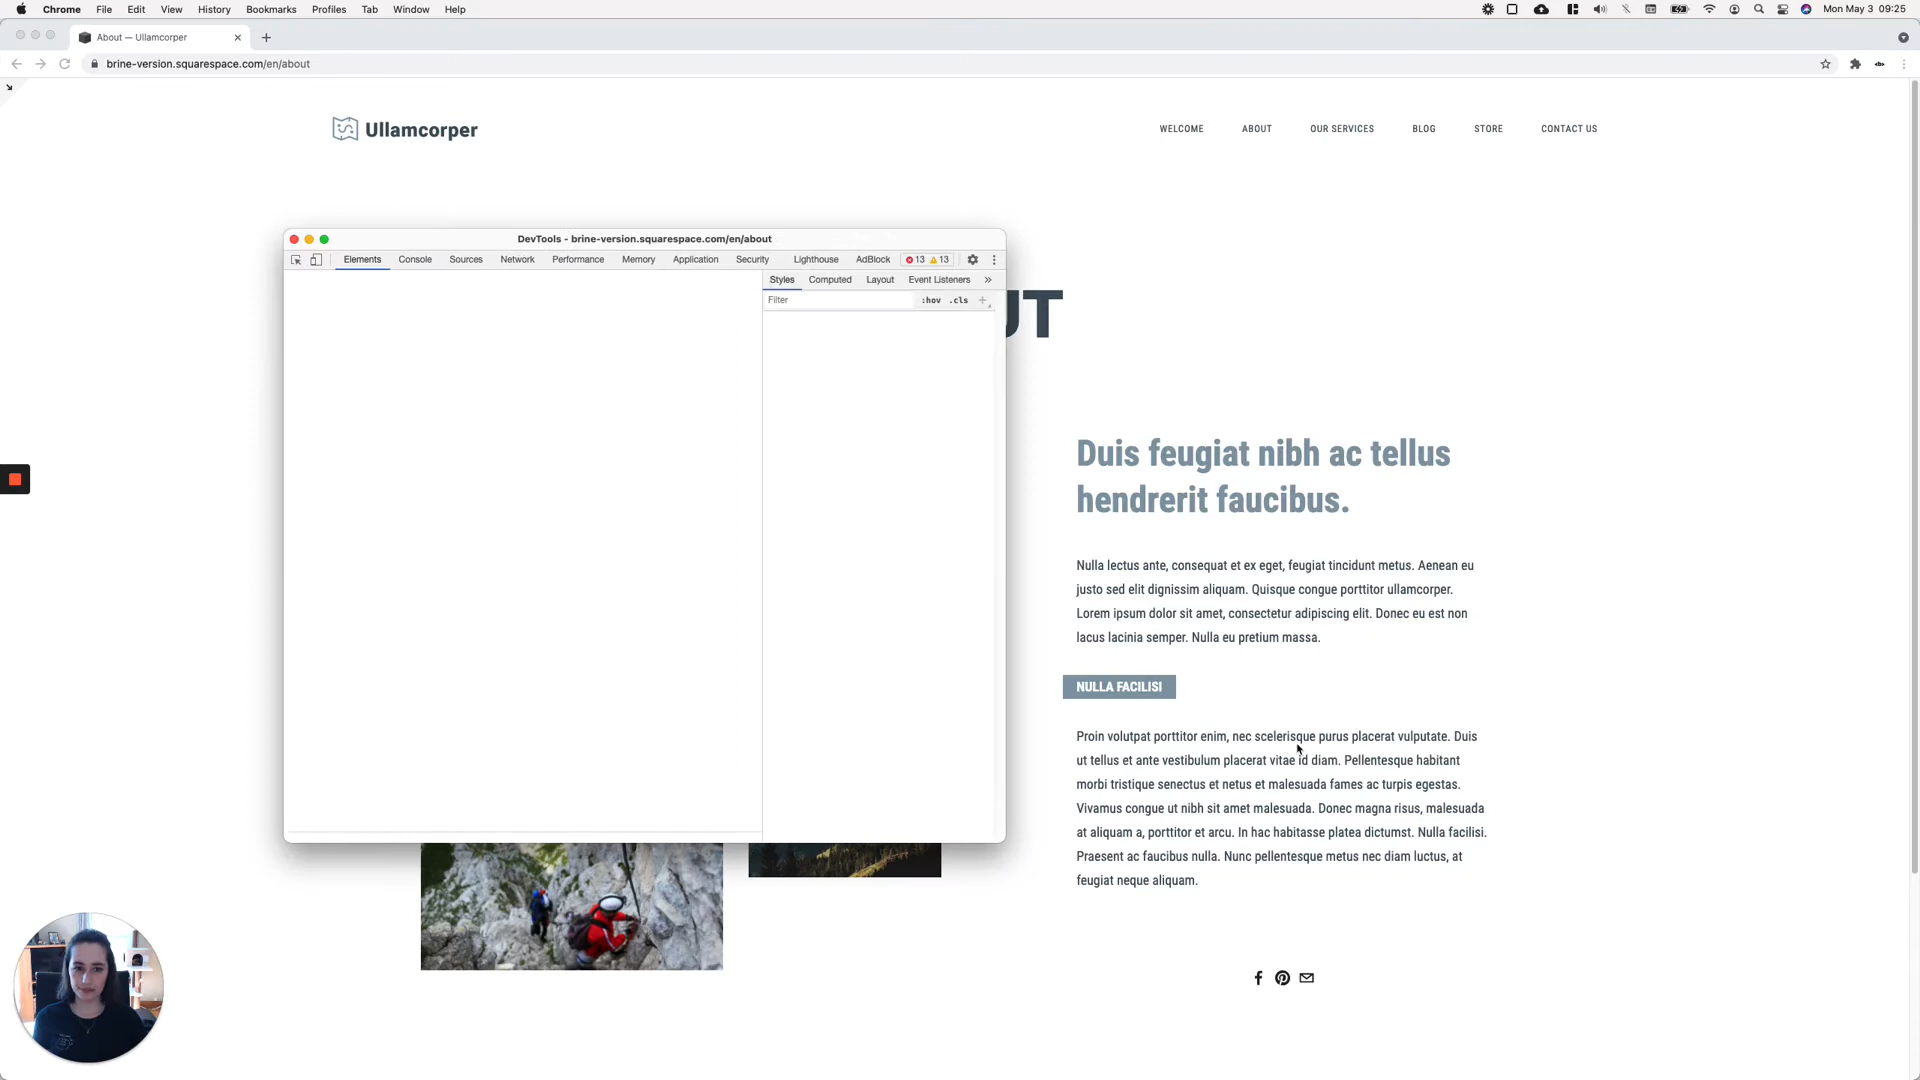 Chrome File Edit View History Bookmarks Profiles Tab Window Help
Mon May 3 09:25
About — Ullamcorper
brine-version.squarespace.com/en/about
Ullamcorper
WELCOME ABOUT OUR SERVICES BLOG STORE CONTACT US
DevTools - brine-version.squarespace.com/en/about
Elements Console Sources Network Performance Memory Application Security Lighthouse AdBlock 13 13
Styles Computed Layout Event Listeners »
Filter :hov .cls +
UT
Duis feugiat nibh ac tellus
hendrerit faucibus.
Nulla lectus ante, consequat et ex eget, feugiat tincidunt metus. Aenean eu
justo sed elit dignissim aliquam. Quisque congue porttitor ullamcorper.
Lorem ipsum dolor sit amet, consectetur adipiscing elit. Donec eu est non
lacus lacinia semper. Nulla eu pretium massa.
NULLA FACILISI
Proin volutpat porttitor enim, nec scelerisque purus placerat vulputate. Duis
ut tellus et ante vestibulum placerat vitae id diam. Pellentesque habitant
morbi tristique senectus et netus et malesuada fames ac turpis egestas.
Vivamus congue ut nibh sit amet malesuada. Donec magna risus, malesuada
at aliquam a, porttitor et arcu. In hac habitasse platea dictumst. Nulla facilisi.
Praesent ac faucibus nulla. Nunc pellentesque metus nec diam luctus, at
feugiat neque aliquam.